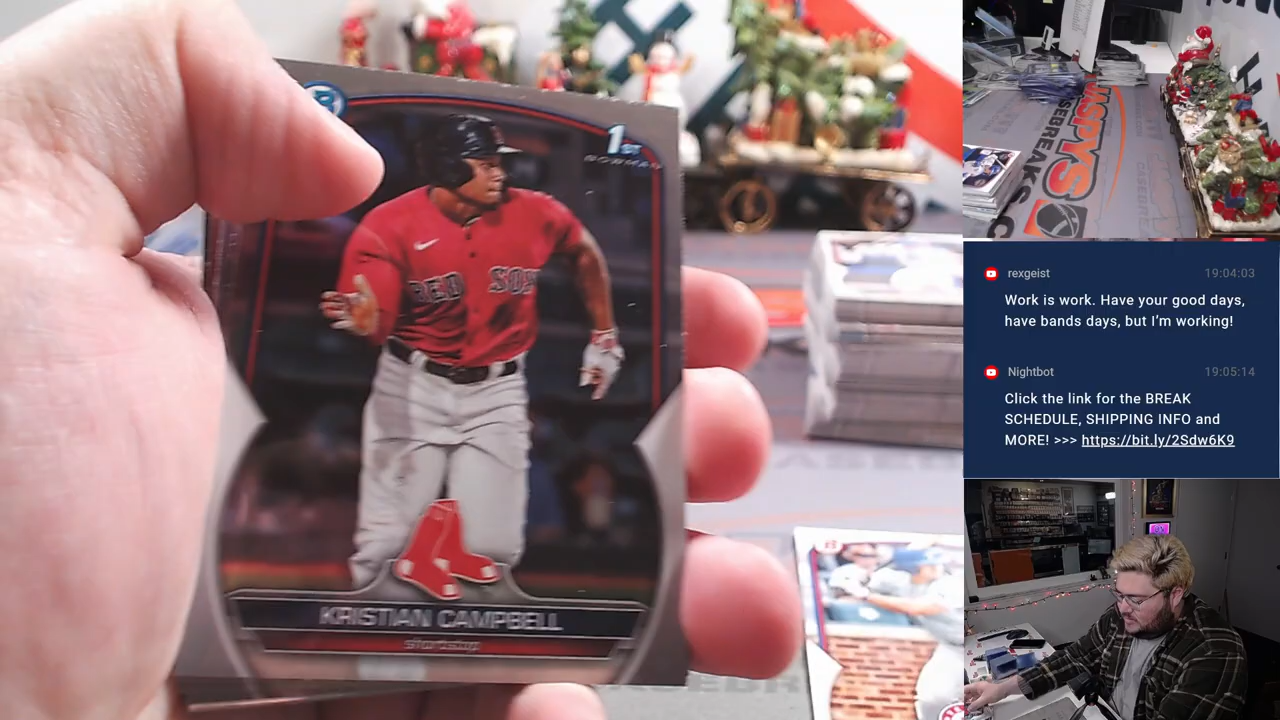 1ST
BOWMAN
RED SOX
KRISTIAN CAMPBELL
shortstop
CASEBREAKS.C
rexgeist 19:04:03
Work is work. Have your good days,
have bands days, but I'm working!
Nightbot 19:05:14
Click the link for the BREAK
SCHEDULE, SHIPPING INFO and
MORE! >>> https://bit.ly/2Sdw6K9